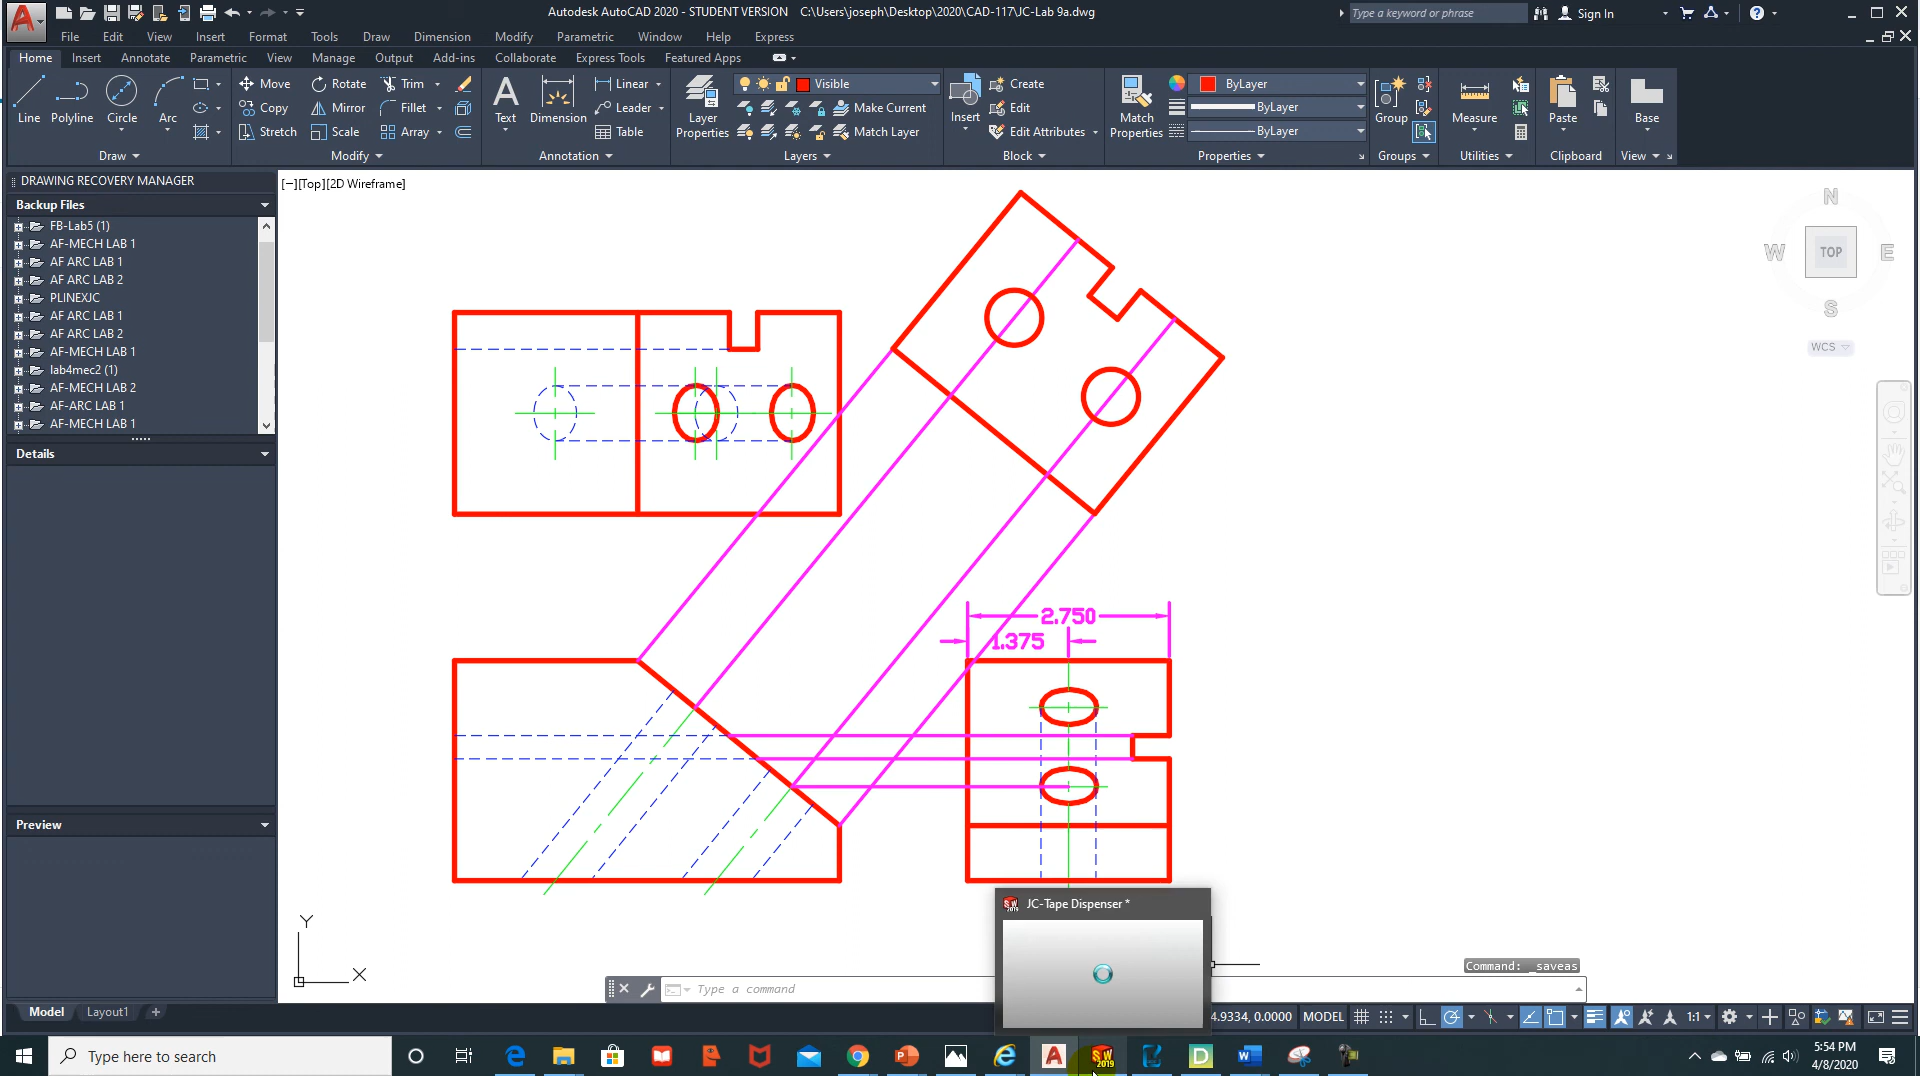 Autodesk AutoCAD 2020 - STUDENT VERSION C:\Users\joseph\Desktop\2020\CAD-117\JC-Lab 9a.dwg
Type a keyword or phrase
Sign In
File Edit View Insert Format Tools Draw Dimension Modify Parametric Window Help Express
Home Insert Annotate Parametric View Manage Output Add-ins Collaborate Express Tools Featured Apps
Line Polyline Circle Arc
Draw
Move Rotate Trim
Copy Mirror Fillet
Stretch Scale Array
Modify
Text Dimension
Linear
Leader
Table
Annotation
Layer Properties
Visible
Make Current
Match Layer
Layers
Insert
Create
Edit
Edit Attributes
Block
Match Properties
ByLayer
ByLayer
ByLayer
Properties
Group
Groups
Measure
Utilities
Paste
Clipboard
Base
View
DRAWING RECOVERY MANAGER
Backup Files
FB-Lab5 (1)
AF-MECH LAB 1
AF ARC LAB 1
AF ARC LAB 2
PLINEXJC
AF ARC LAB 1
AF ARC LAB 2
AF-MECH LAB 1
lab4mec2 (1)
AF-MECH LAB 2
AF-ARC LAB 1
AF-MECH LAB 1
Details
Preview
[−][Top][2D Wireframe]
N
W TOP E
S
WCS
2.750
1.375
Y
X
SW 2019 JC-Tape Dispenser *
Command: _saveas
Type a command
Model Layout1 +
4.9334, 0.0000 MODEL
1:1
Type here to search
SW 2019
5:54 PM
4/8/2020